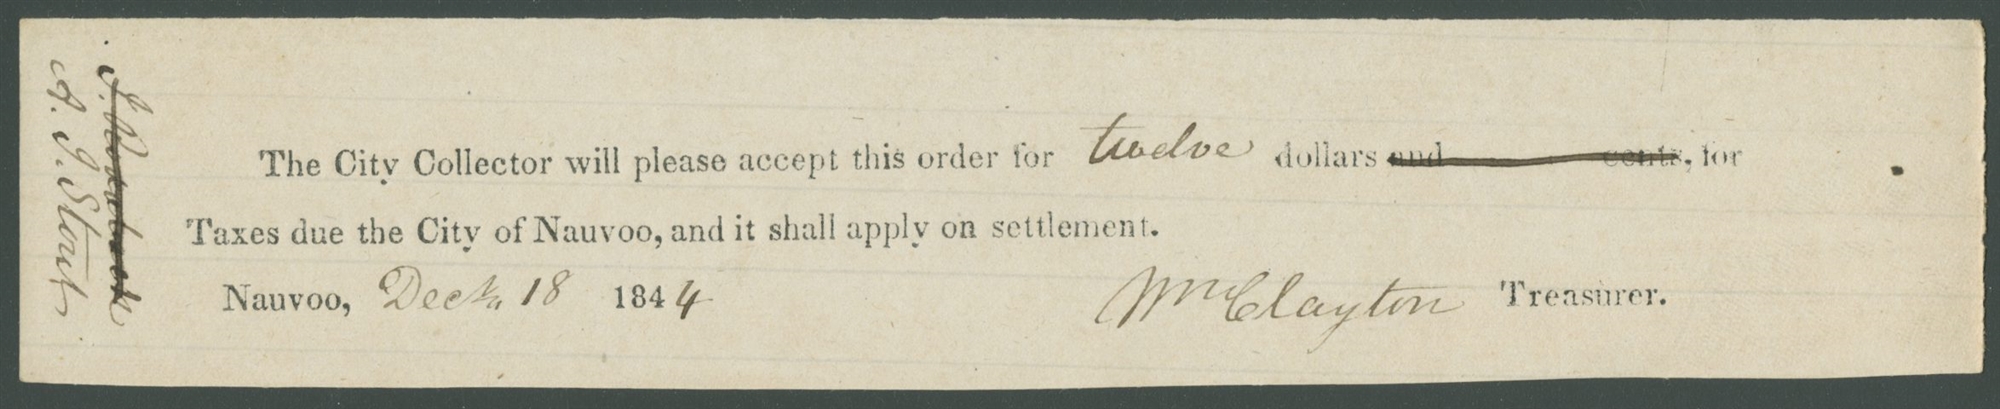 The City Collector will please accept this order for twelve dollars and cents, for
Taxes due the City of Nauvoo, and it shall apply on settlement.
Nauvoo, Decr. 18 1844 Wm Clayton Treasurer.
A. J. Stout